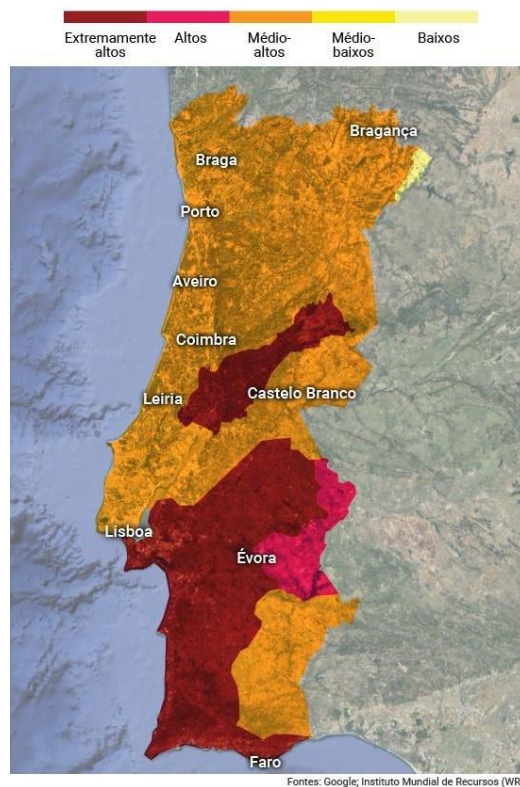 Extremamente altos
Altos
Médio-altos
Médio-baixos
Baixos
Bragança
Braga
Porto
Aveiro
Coimbra
Castelo Branco
Leiria
Lisboa
Évora
Faro
Fontes: Google; Instituto Mundial de Recursos (WR